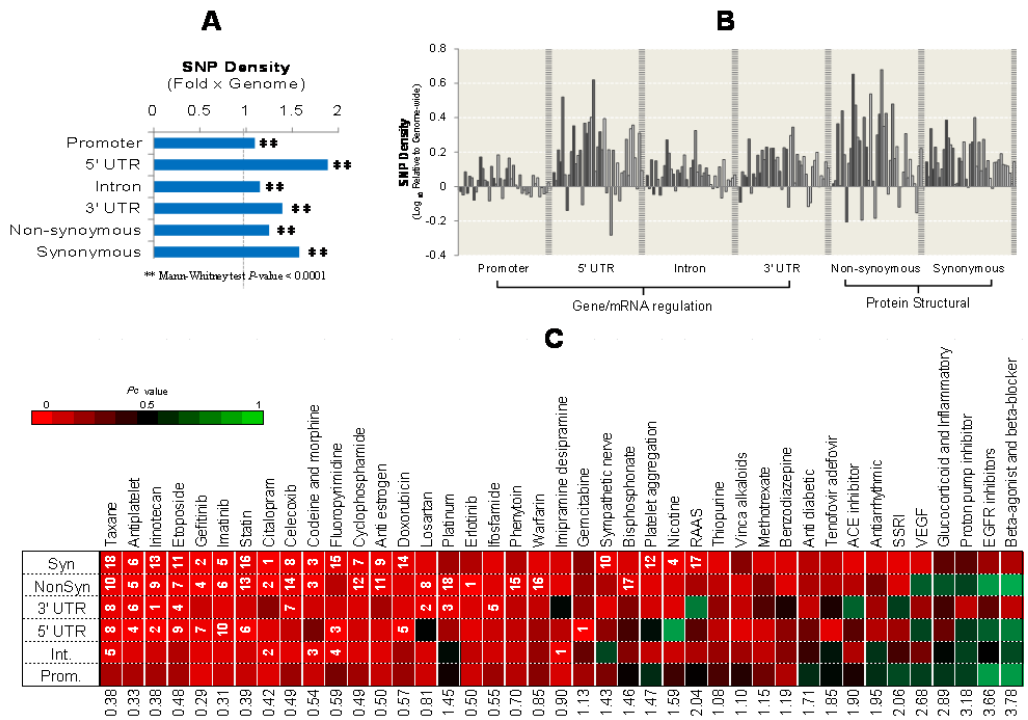 A
SNP Density
(Fold x Genome)
0 0.5 1 1.5 2
Promoter **
5' UTR **
Intron **
3' UTR **
Non-synoymous **
Synonymous **
** Mann-Whitney test P-value < 0.0001
B
SNP Density
Relative to Genome-wide)
0.8
0.6
0.4
0.2
0
-0.2
-0.4
Promoter 5' UTR Intron 3' UTR Non-synoymous Synonymous
Gene/mRNA regulation Protein Structural
C
Pc value
0 0.5 1
Taxane
Antiplatelet
Irinotecan
Etoposide
Gefitinib
Imatinib
Statin
Citalopram
Celecoxib
Codeine and morphine
Fluoropyrimidine
Cyclophosphamide
Anti estrogen
Doxorubicin
Losartan
Platinum
Erlotinib
Ifosfamide
Phenytoin
Warfarin
Imipramine desipramine
Gemcitabine
Sympathetic nerve
Bisphosphonate
Platelet aggregation
Nicotine
RAAS
Thiopurine
Vinca alkaloids
Methotrexate
Benzodiazepine
Anti diabetic
Tenofovir adefovir
ACE inhibitor
Antiarrhythmic
SSRI
VEGF
Glucocorticoid and Inflammatory
Proton pump inhibitor
EGFR inhibitors
Beta-agonist and beta-blocker
Syn 18 5 13 11 2 5 16 1 8 3 15 7 9 14 10 12 4 17
NonSyn 10 6 9 7 4 6 13 2 14 3 12 11 8 18 1 15 16 17
3' UTR 8 6 1 4 7 2 3 5
5' UTR 8 4 2 9 7 10 6 3 5 1
Int. 5 2 3 4 1
Prom.
0.38 0.33 0.38 0.48 0.29 0.31 0.39 0.42 0.49 0.54 0.59 0.49 0.50 0.57 0.81 1.45 0.50 0.55 0.70 0.85 0.90 1.13 1.43 1.46 1.47 1.59 2.04 1.08 1.10 1.15 1.19 1.71 1.85 1.90 1.95 2.06 2.68 2.89 3.18 3.66 3.78